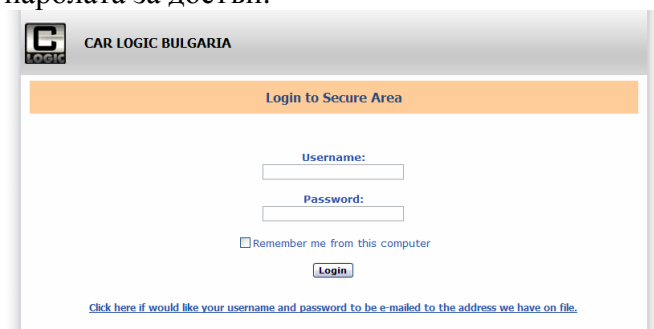 паролата за достъп.
C
LOGIC
CAR LOGIC BULGARIA
Login to Secure Area
Username:
Password:
Remember me from this computer
Login
Click here if would like your username and password to be e-mailed to the address we have on file.